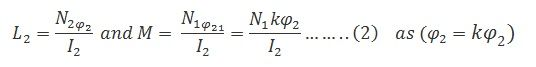 L₂ = N₂φ₂ / I₂ and M = N₁φ₂₁ / I₂ = N₁kφ₂ / I₂ ........ (2) as (φ₂ = kφ₂)